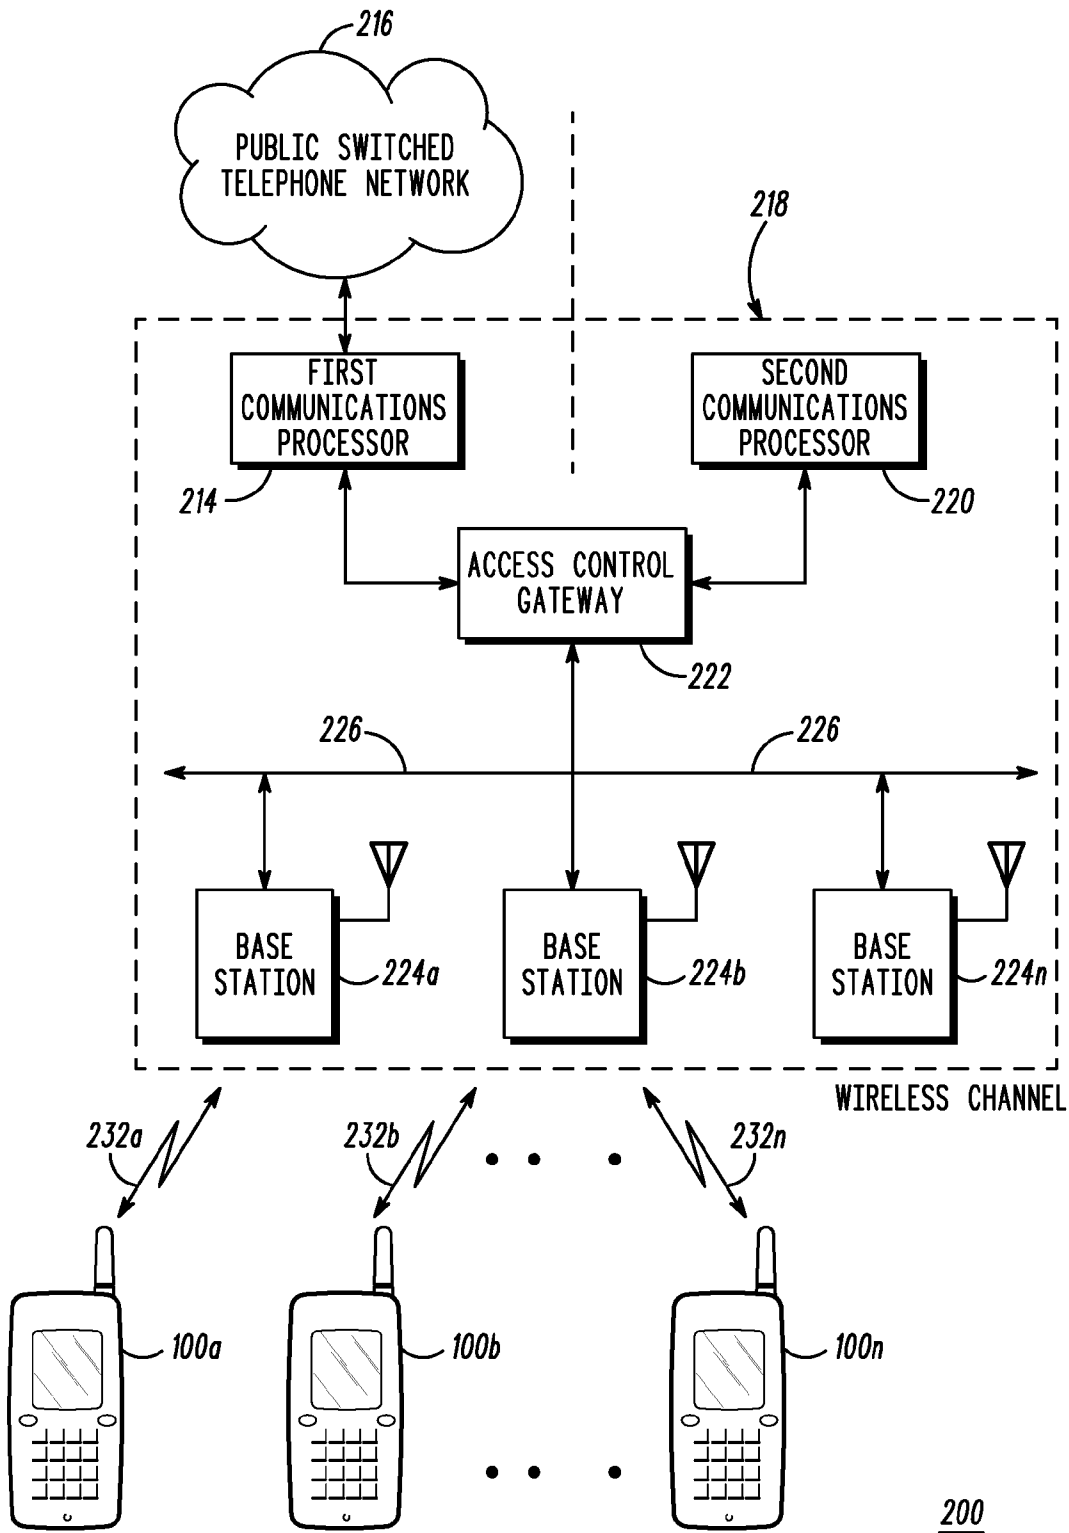 216
PUBLIC SWITCHED
TELEPHONE NETWORK
218
FIRST
COMMUNICATIONS
PROCESSOR
SECOND
COMMUNICATIONS
PROCESSOR
214
220
ACCESS CONTROL
GATEWAY
222
226
226
BASE
STATION
224a
BASE
STATION
224b
BASE
STATION
224n
WIRELESS CHANNEL
232a
232b
232n
100a
100b
100n
200